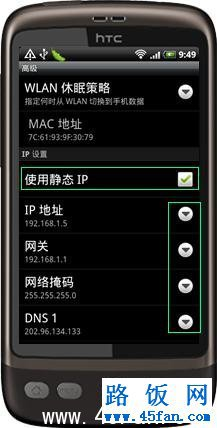 hTC
9:49
高级
WLAN 休眠策略
指定何时从 WLAN 切换到手机数据
MAC 地址
7C:61:93:9F:30:79
IP 设置
使用静态 IP
IP 地址
192.168.1.5
网关
192.168.1.1
网络掩码
255.255.255.0
DNS 1
202.96.134.133
路饭网
www.45fan.com